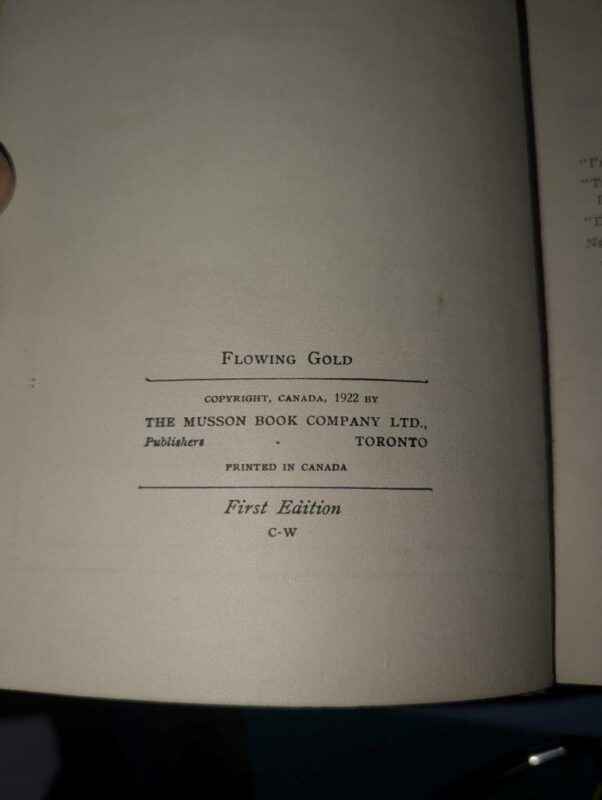 FLOWING GOLD
COPYRIGHT, CANADA, 1922 BY
THE MUSSON BOOK COMPANY LTD.,
Publishers - TORONTO
PRINTED IN CANADA
First Edition
C-W